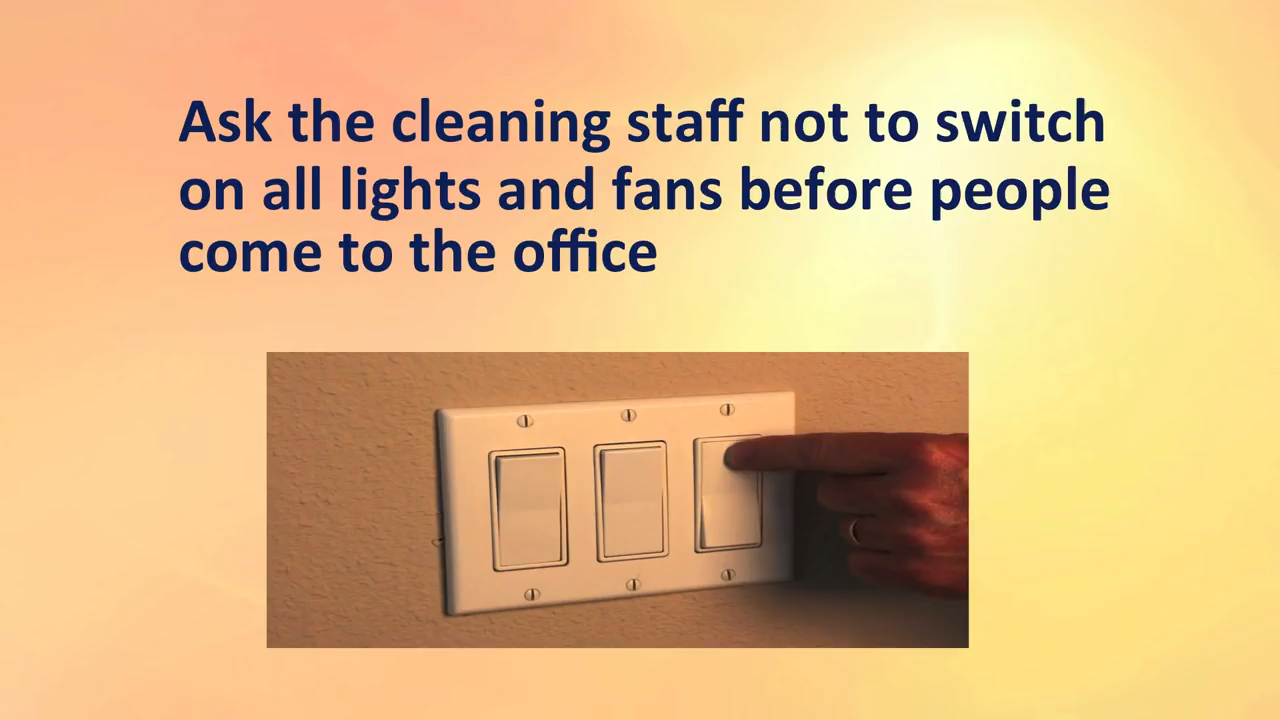 Ask the cleaning staff not to switch
on all lights and fans before people
come to the office